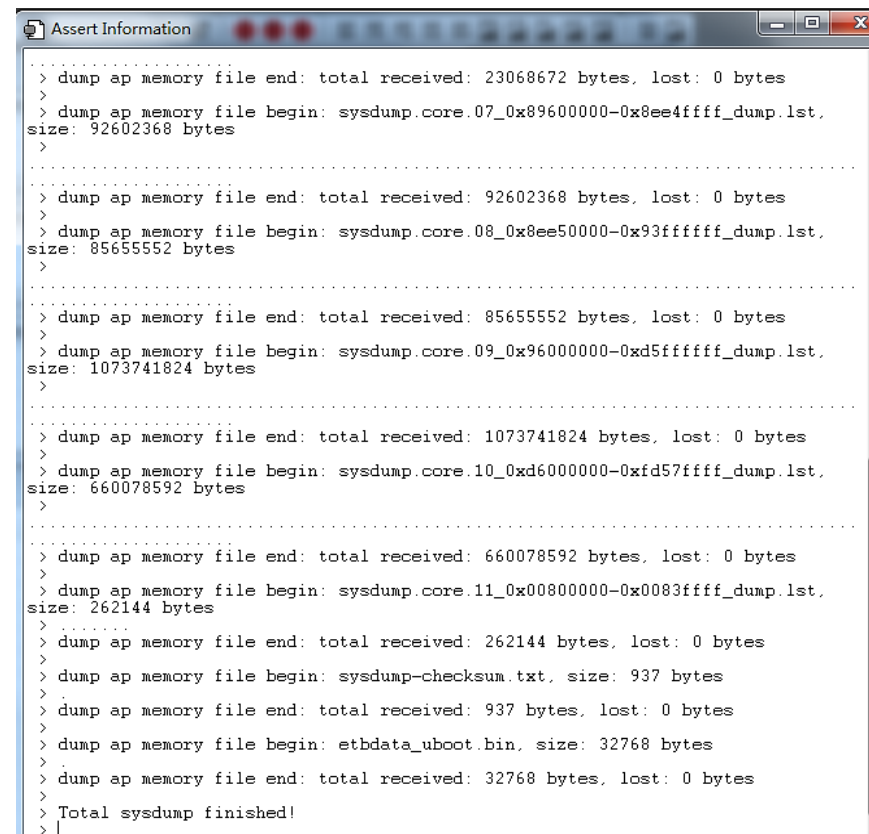 Assert Information
. . . . . . . . . . . . . . . . . . . .
> dump ap memory file end: total received: 23068672 bytes, lost: 0 bytes
>
> dump ap memory file begin: sysdump.core.07_0x89600000-0x8ee4ffff_dump.lst,
size: 92602368 bytes
>
. . . . . . . . . . . . . . . . . . . . . . . . . . . . . . . . . . . . . . . . . . . . . . . . . . . . . . . . . . . . . . . . . . . . . . . . . . . . . . .
. . . . . . . . . . . . . . . . . . . .
> dump ap memory file end: total received: 92602368 bytes, lost: 0 bytes
>
> dump ap memory file begin: sysdump.core.08_0x8ee50000-0x93ffffff_dump.lst,
size: 85655552 bytes
>
. . . . . . . . . . . . . . . . . . . . . . . . . . . . . . . . . . . . . . . . . . . . . . . . . . . . . . . . . . . . . . . . . . . . . . . . . . . . . . .
. . . . . . . . . . . . . . . . . . . .
> dump ap memory file end: total received: 85655552 bytes, lost: 0 bytes
>
> dump ap memory file begin: sysdump.core.09_0x96000000-0xd5ffffff_dump.lst,
size: 1073741824 bytes
>
. . . . . . . . . . . . . . . . . . . . . . . . . . . . . . . . . . . . . . . . . . . . . . . . . . . . . . . . . . . . . . . . . . . . . . . . . . . . . . .
. . . . . . . . . . . . . . . . . . . .
> dump ap memory file end: total received: 1073741824 bytes, lost: 0 bytes
>
> dump ap memory file begin: sysdump.core.10_0xd6000000-0xfd57ffff_dump.lst,
size: 660078592 bytes
>
. . . . . . . . . . . . . . . . . . . . . . . . . . . . . . . . . . . . . . . . . . . . . . . . . . . . . . . . . . . . . . . . . . . . . . . . . . . . . . .
. . . . . . . . . . . . . . . . . . . .
> dump ap memory file end: total received: 660078592 bytes, lost: 0 bytes
>
> dump ap memory file begin: sysdump.core.11_0x00800000-0x0083ffff_dump.lst,
size: 262144 bytes
> .......
> dump ap memory file end: total received: 262144 bytes, lost: 0 bytes
>
> dump ap memory file begin: sysdump-checksum.txt, size: 937 bytes
> .
> dump ap memory file end: total received: 937 bytes, lost: 0 bytes
>
> dump ap memory file begin: etbdata_uboot.bin, size: 32768 bytes
> .
> dump ap memory file end: total received: 32768 bytes, lost: 0 bytes
>
> Total sysdump finished!
>